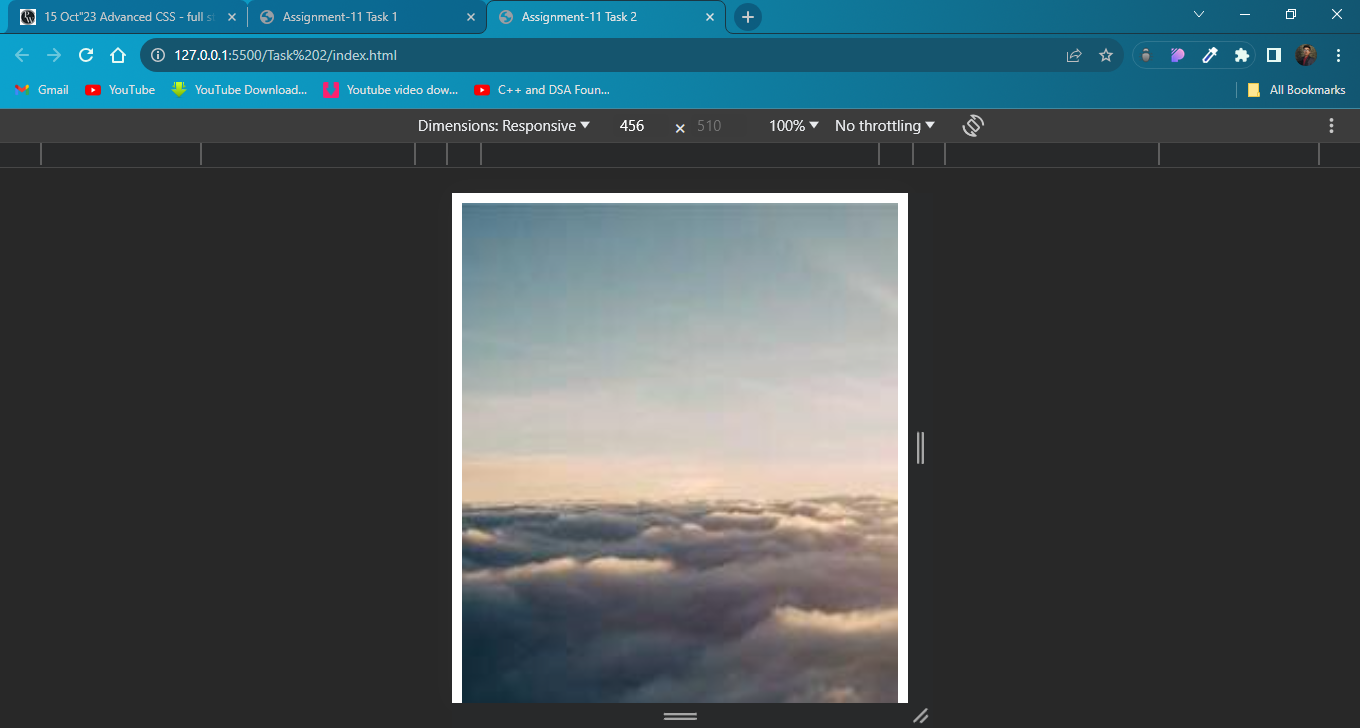 15 Oct"23 Advanced CSS - full st
Assignment-11 Task 1
Assignment-11 Task 2
127.0.0.1:5500/Task%202/index.html
Gmail
YouTube
YouTube Download...
Youtube video dow...
C++ and DSA Foun...
All Bookmarks
Dimensions: Responsive
456
510
100%
No throttling